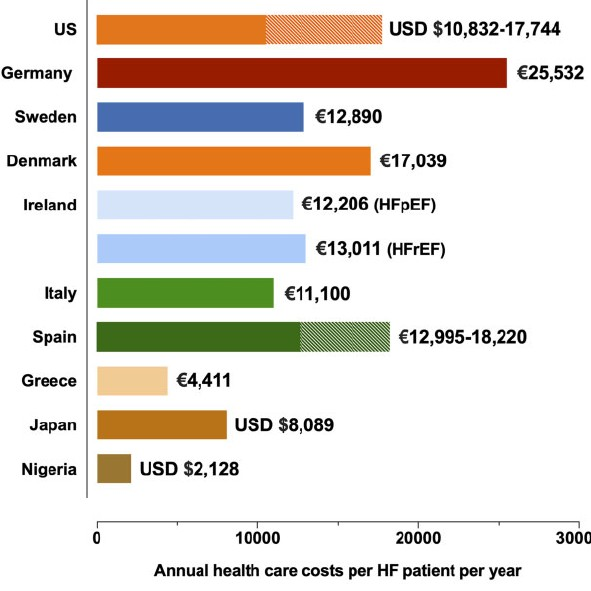 US USD $10,832-17,744
Germany €25,532
Sweden €12,890
Denmark €17,039
Ireland €12,206 (HFpEF)
€13,011 (HFrEF)
Italy €11,100
Spain €12,995-18,220
Greece €4,411
Japan USD $8,089
Nigeria USD $2,128
0 10000 20000 3000
Annual health care costs per HF patient per year